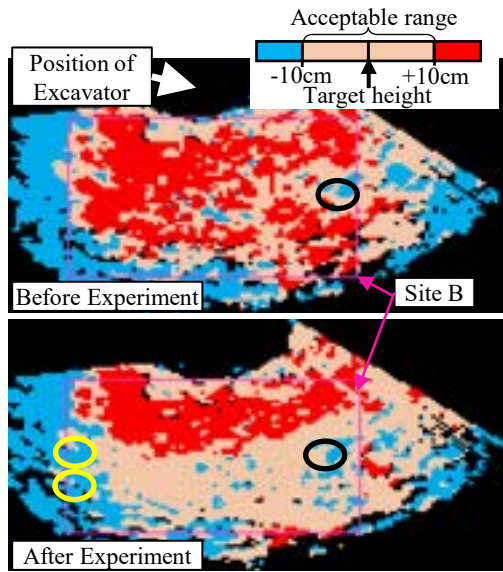 Acceptable range
-10cm +10cm
Target height
Position of
Excavator
Before Experiment
Site B
After Experiment